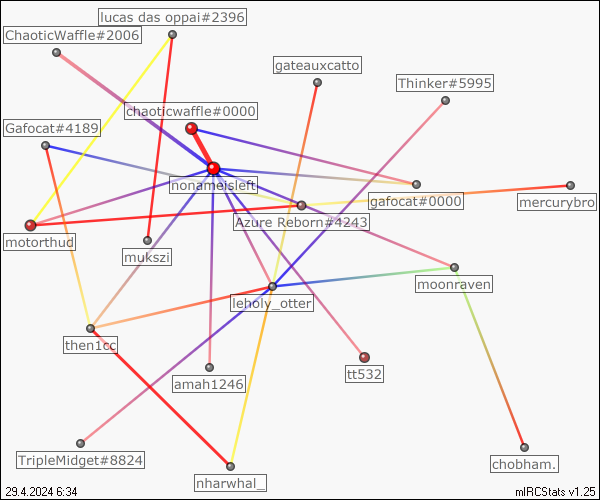 lucas das oppai#2396
ChaoticWaffle#2006
gateauxcatto
Thinker#5995
chaoticwaffle#0000
Gafocat#4189
nonameisleft
gafocat#0000
mercurybro
Azure Reborn#4243
motorthud
mukszi
moonraven
leholy_otter
then1cc
tt532
amah1246
TripleMidget#8824
chobham.
nharwhal_
29.4.2024 6:34
mIRCStats v1.25